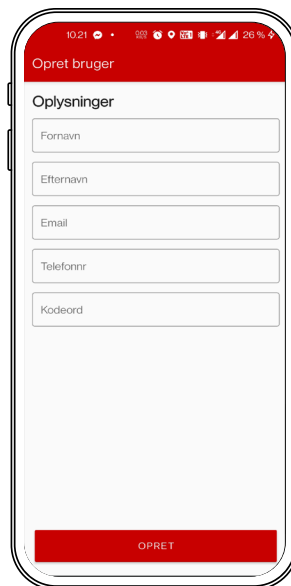 10.21 26 %
Opret bruger
Oplysninger
Fornavn
Efternavn
Email
Telefonnr
Kodeord
OPRET